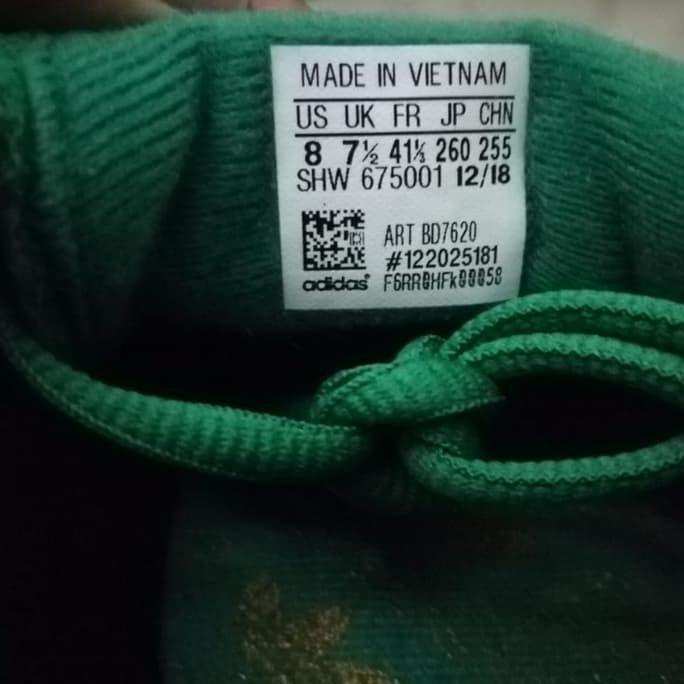 MADE IN VIETNAM
US UK FR JP CHN
8 7½ 41⅓ 260 255
SHW 675001 12/18
ART BD7620
#122025181
adidas